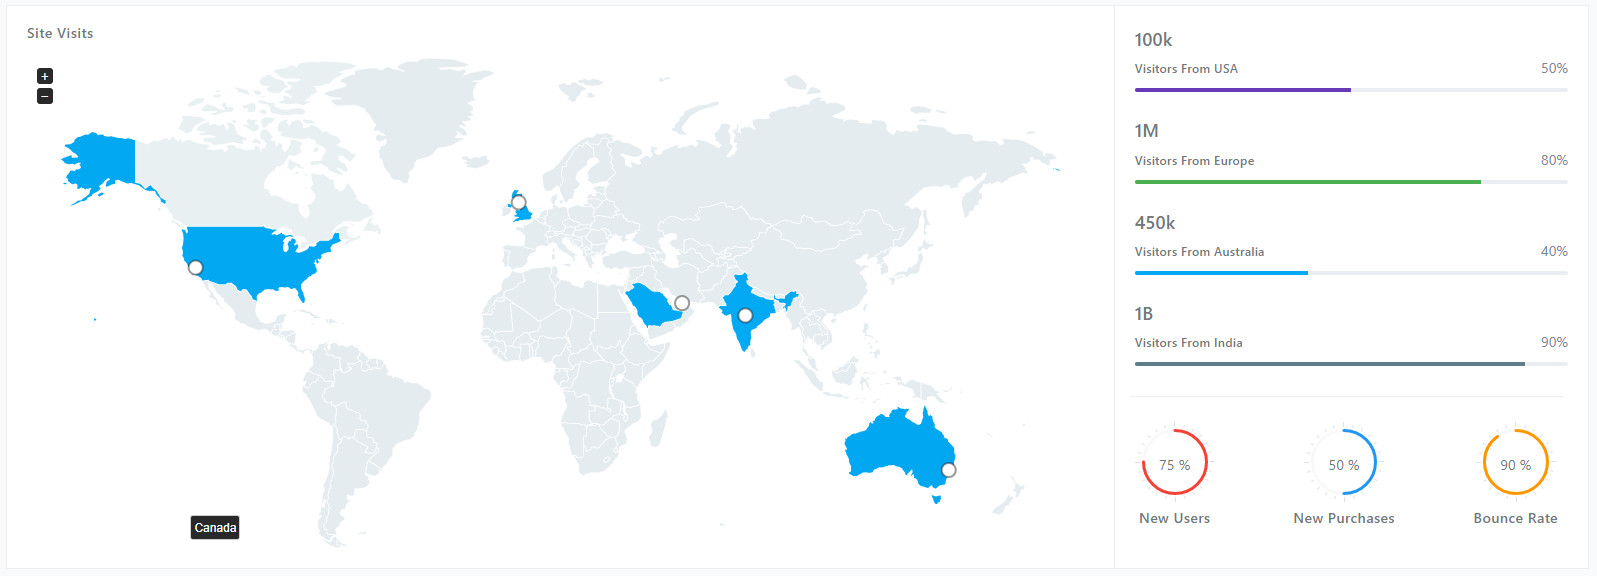 Site Visits
+
−
Canada
100k
Visitors From USA 50%
1M
Visitors From Europe 80%
450k
Visitors From Australia 40%
1B
Visitors From India 90%
75 % 50 % 90 %
New Users New Purchases Bounce Rate